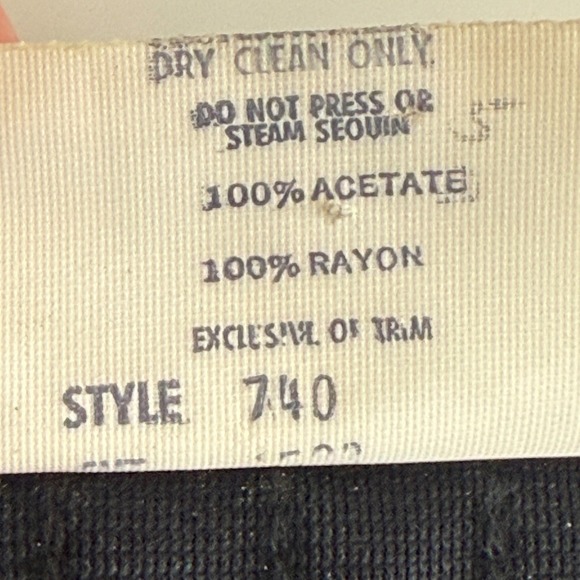 DRY CLEAN ONLY.
DO NOT PRESS OR
STEAM SEQUIN
100% ACETATE
100% RAYON
EXCLUSIVE OF TRIM
STYLE 740